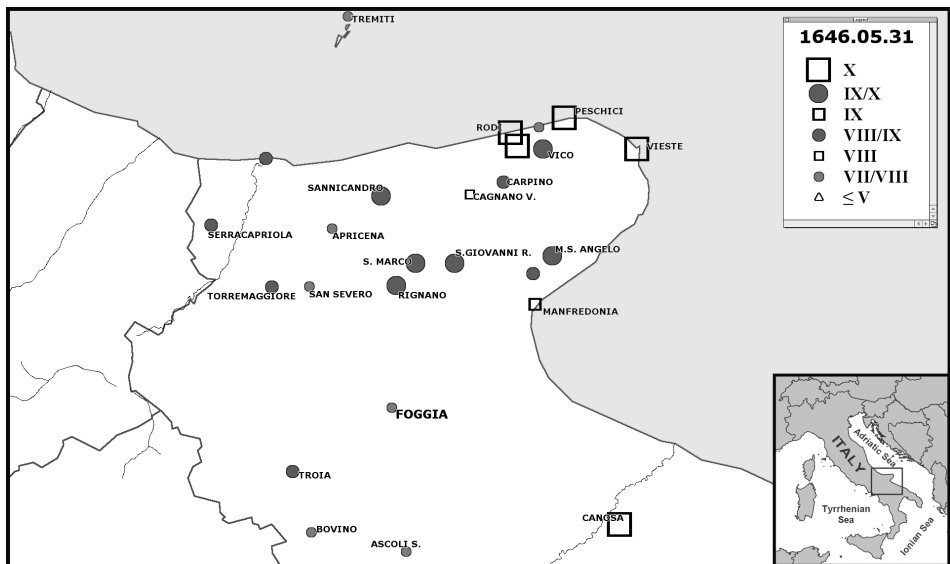 TREMITI
Legend
1646.05.31
X
IX/X
IX
VIII/IX
VIII
VII/VIII
≤ V
PESCHICI
RODI
VICO
VIESTE
CARPINO
SANNICANDRO
CAGNANO V.
SERRACAPRIOLA
APRICENA
S. MARCO
S.GIOVANNI R.
M.S. ANGELO
TORREMAGGIORE
SAN SEVERO
RIGNANO
MANFREDONIA
FOGGIA
TROIA
CANOSA
BOVINO
ASCOLI S.
ITALY
Adriatic Sea
Tyrrhenian
Sea
Ionian Sea